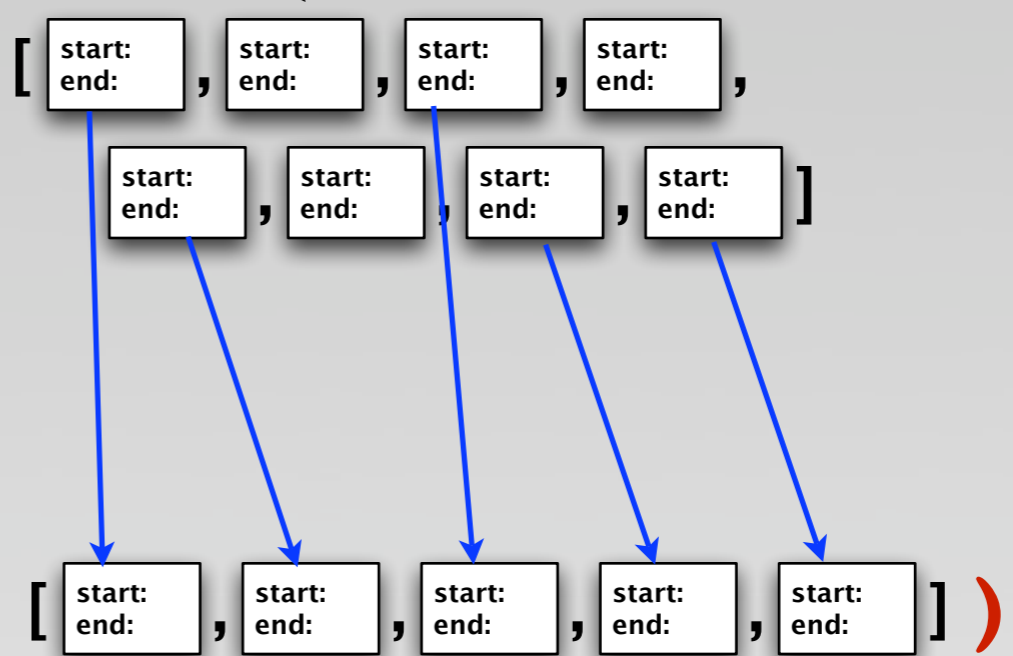 [ start: , start: , start: , start: ,
end: end: end: end:
start: , start: , start: , start: ]
end: end: end: end:
[ start: , start: , start: , start: , start: ] )
end: end: end: end: end: